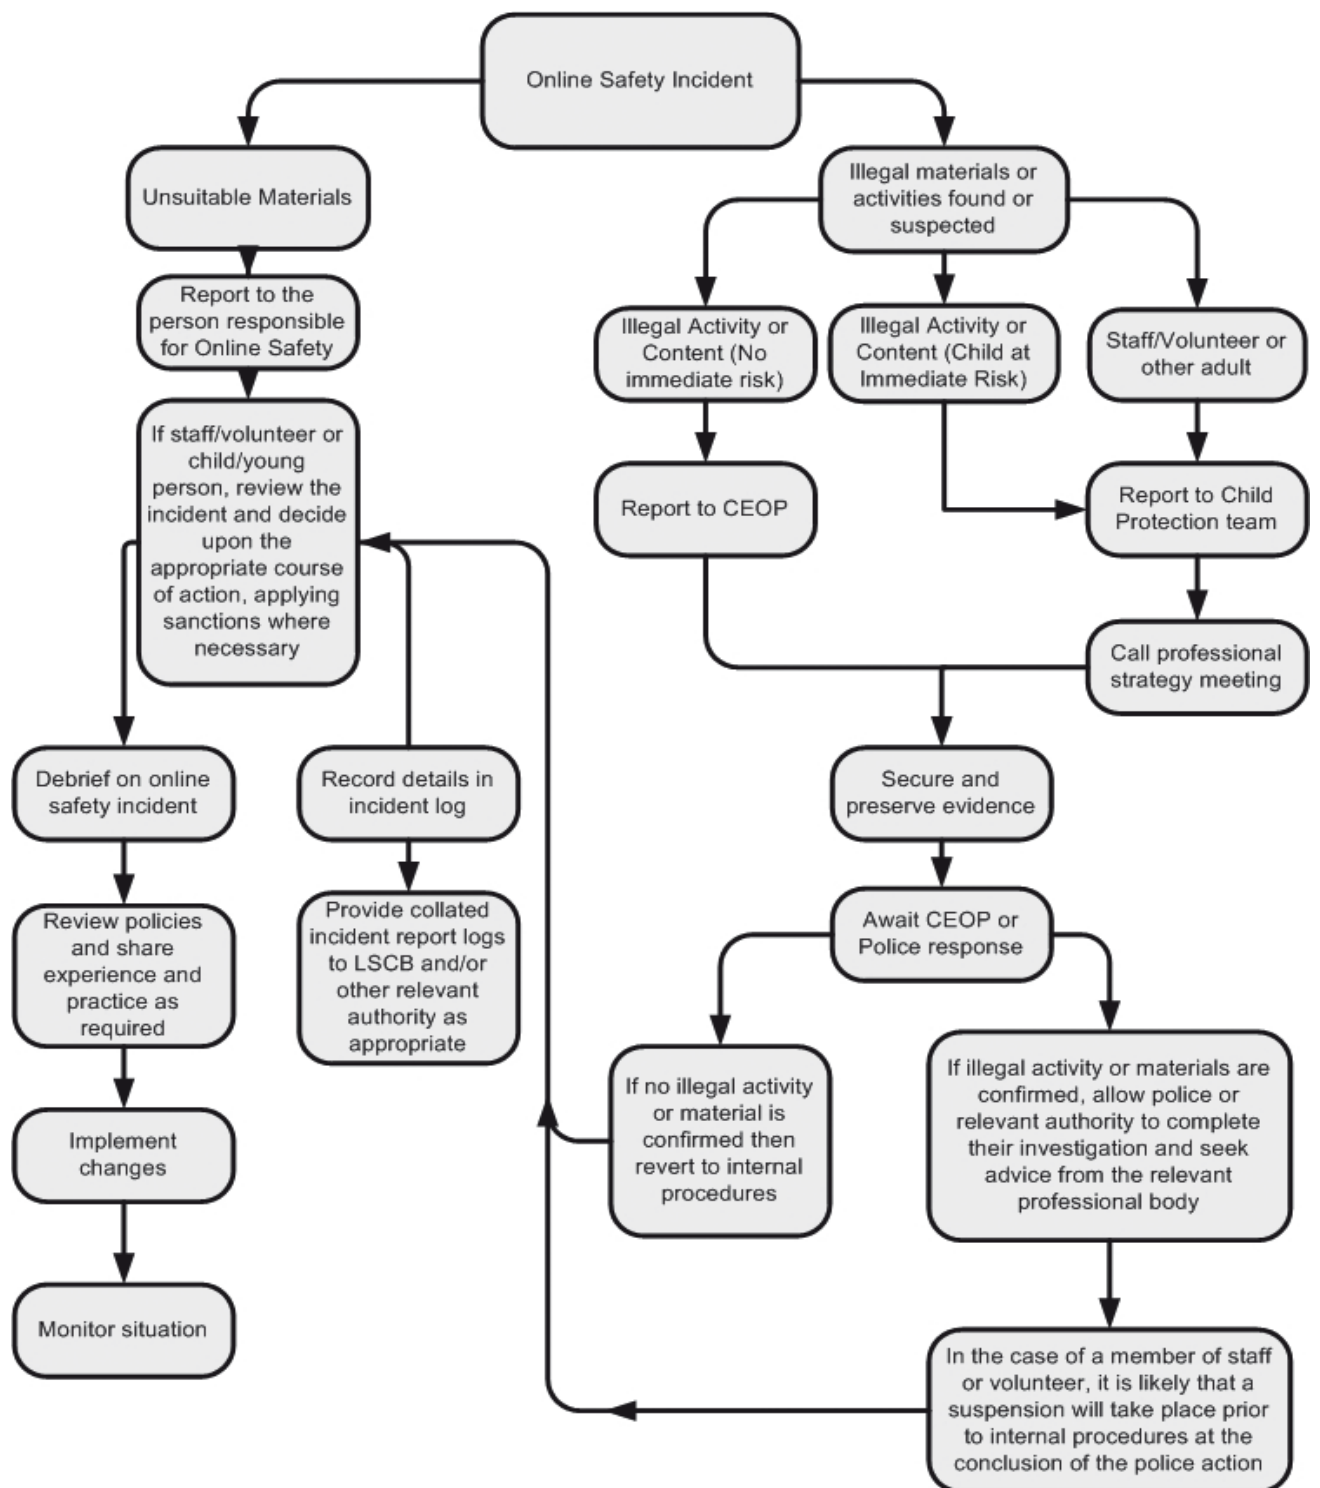 Online Safety Incident
Unsuitable Materials
Illegal materials or
activities found or
suspected
Report to the
person responsible
for Online Safety
Illegal Activity or
Content (No
immediate risk)
Illegal Activity or
Content (Child at
Immediate Risk)
Staff/Volunteer or
other adult
If staff/volunteer or
child/young
person, review the
incident and decide
upon the
appropriate course
of action, applying
sanctions where
necessary
Report to CEOP
Report to Child
Protection team
Call professional
strategy meeting
Debrief on online
safety incident
Record details in
incident log
Secure and
preserve evidence
Review policies
and share
experience and
practice as
required
Provide collated
incident report logs
to LSCB and/or
other relevant
authority as
appropriate
Await CEOP or
Police response
If no illegal activity
or material is
confirmed then
revert to internal
procedures
If illegal activity or materials are
confirmed, allow police or
relevant authority to complete
their investigation and seek
advice from the relevant
professional body
Implement
changes
Monitor situation
In the case of a member of staff
or volunteer, it is likely that a
suspension will take place prior
to internal procedures at the
conclusion of the police action